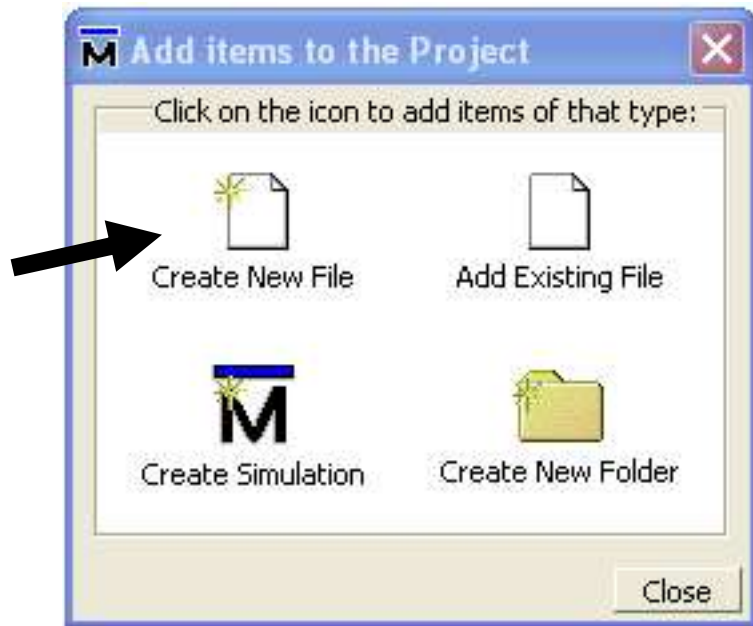 M Add items to the Project
Click on the icon to add items of that type:
Create New File
Add Existing File
M
Create Simulation
Create New Folder
Close